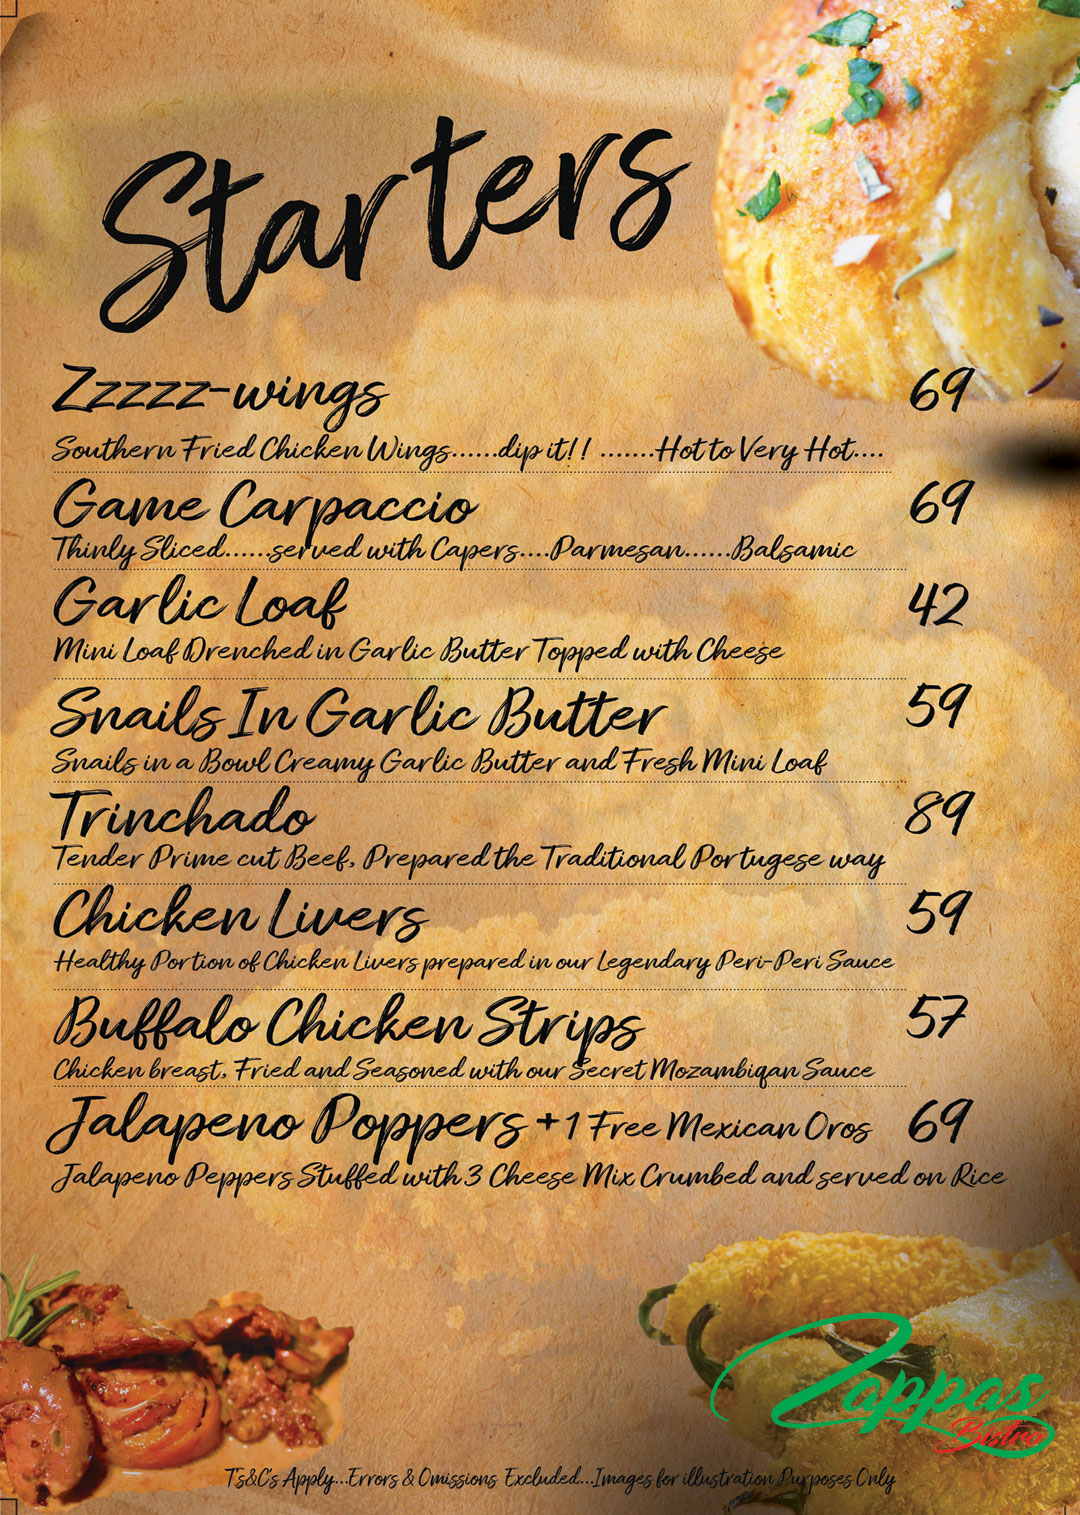 Starters
Zzzzz-wings 69
Southern Fried Chicken Wings......dip it!! .......Hot to Very Hot....
Game Carpaccio 69
Thinly Sliced......served with Capers....Parmesan......Balsamic
Garlic Loaf 42
Mini Loaf Drenched in Garlic Butter Topped with Cheese
Snails In Garlic Butter 59
Snails in a Bowl Creamy Garlic Butter and Fresh Mini Loaf
Trinchado 89
Tender Prime cut Beef, Prepared the Traditional Portugese way
Chicken Livers 59
Healthy Portion of Chicken Livers prepared in our Legendary Peri-Peri Sauce
Buffalo Chicken Strips 57
Chicken breast, Fried and Seasoned with our Secret Mozambiqan Sauce
Jalapeno Poppers +1 Free Mexican Oros 69
Jalapeno Peppers Stuffed with 3 Cheese Mix Crumbed and served on Rice
Zappas
Bistro
T's&C's Apply...Errors & Omissions Excluded...Images for illustration Purposes Only